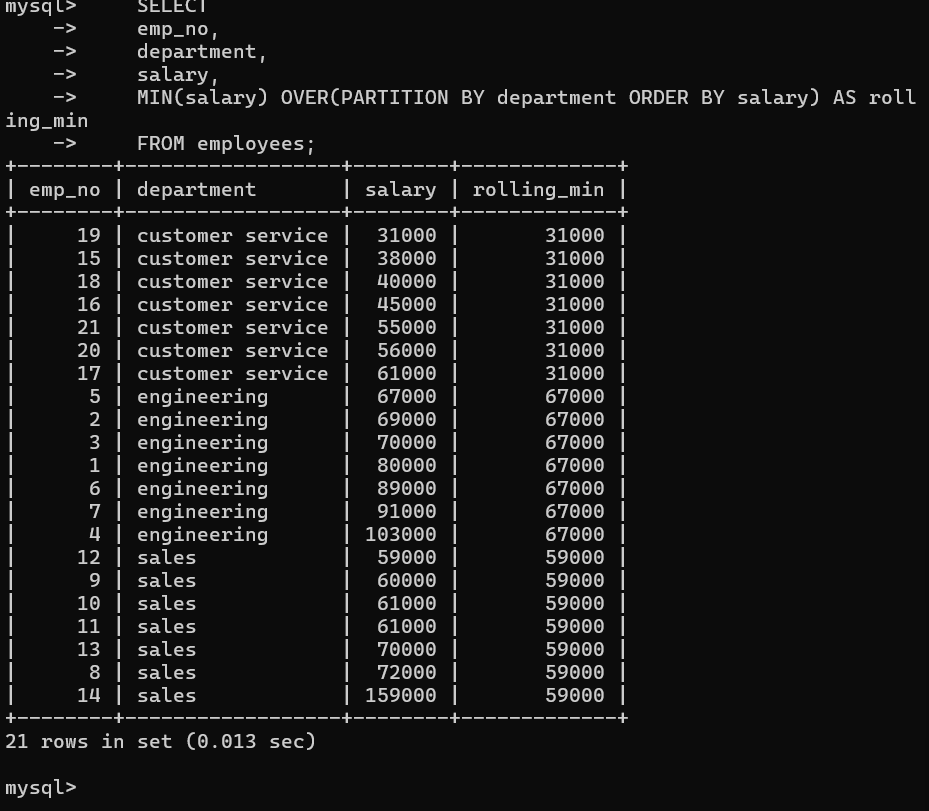 mysql>     SELECT
    ->     emp_no,
    ->     department,
    ->     salary,
    ->     MIN(salary) OVER(PARTITION BY department ORDER BY salary) AS roll
ing_min
    ->     FROM employees;
+--------+------------------+--------+-------------+
| emp_no | department       | salary | rolling_min |
+--------+------------------+--------+-------------+
|     19 | customer service |  31000 |       31000 |
|     15 | customer service |  38000 |       31000 |
|     18 | customer service |  40000 |       31000 |
|     16 | customer service |  45000 |       31000 |
|     21 | customer service |  55000 |       31000 |
|     20 | customer service |  56000 |       31000 |
|     17 | customer service |  61000 |       31000 |
|      5 | engineering      |  67000 |       67000 |
|      2 | engineering      |  69000 |       67000 |
|      3 | engineering      |  70000 |       67000 |
|      1 | engineering      |  80000 |       67000 |
|      6 | engineering      |  89000 |       67000 |
|      7 | engineering      |  91000 |       67000 |
|      4 | engineering      | 103000 |       67000 |
|     12 | sales            |  59000 |       59000 |
|      9 | sales            |  60000 |       59000 |
|     10 | sales            |  61000 |       59000 |
|     11 | sales            |  61000 |       59000 |
|     13 | sales            |  70000 |       59000 |
|      8 | sales            |  72000 |       59000 |
|     14 | sales            | 159000 |       59000 |
+--------+------------------+--------+-------------+
21 rows in set (0.013 sec)
mysql>